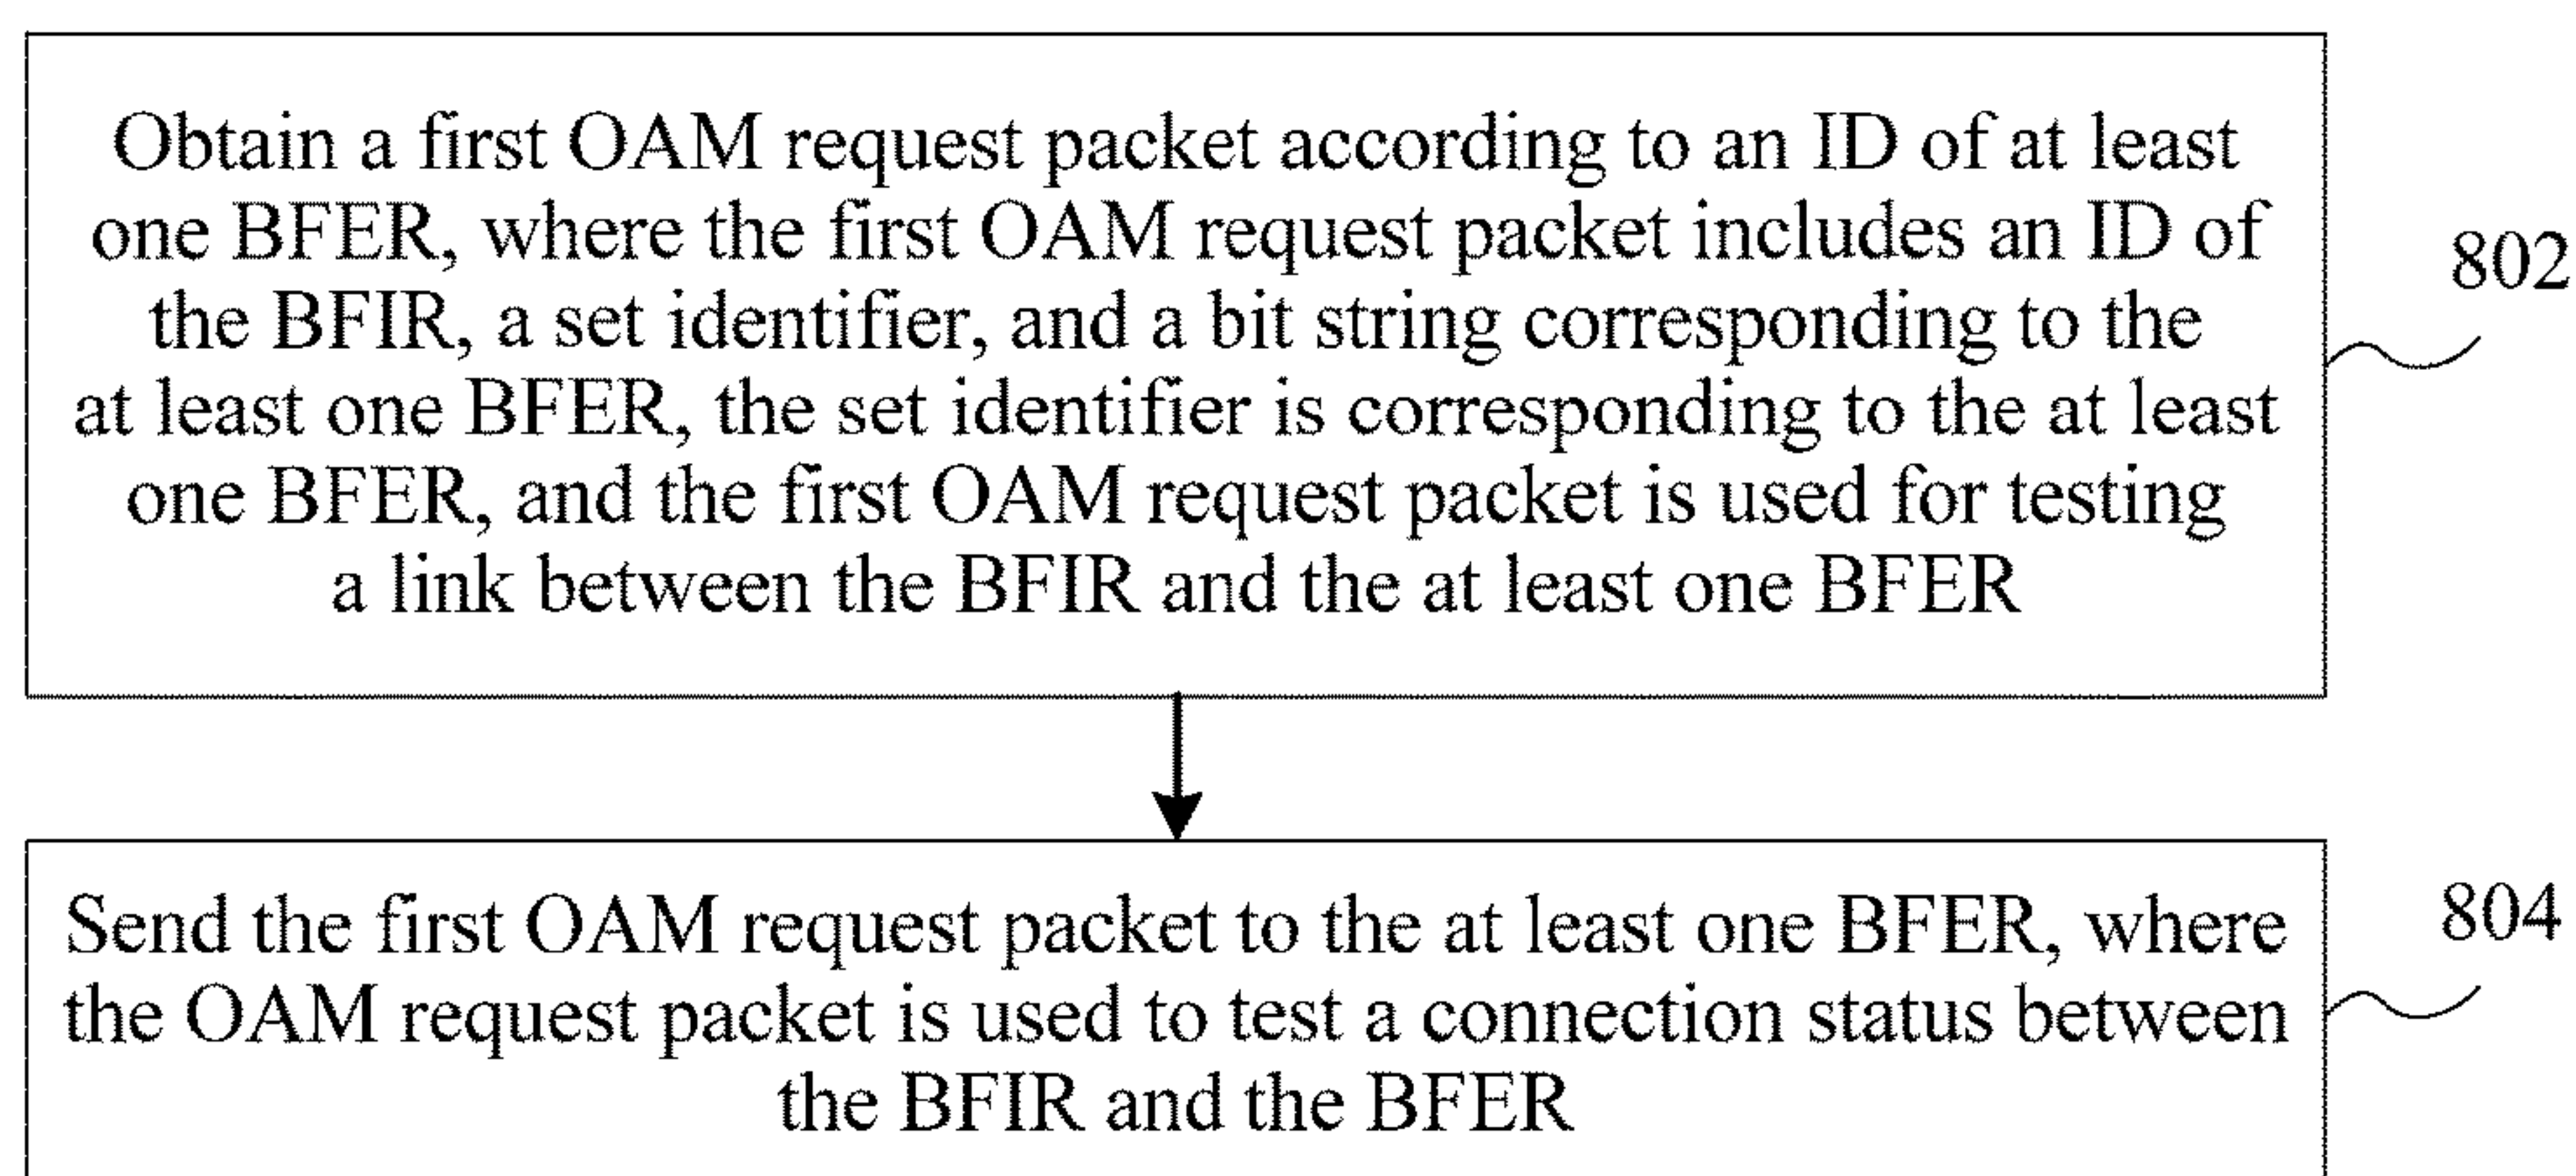 Obtain a first OAM request packet according to an ID of at least
one BFER, where the first OAM request packet includes an ID of
the BFIR, a set identifier, and a bit string corresponding to the
at least one BFER, the set identifier is corresponding to the at least
one BFER, and the first OAM request packet is used for testing
a link between the BFIR and the at least one BFER
802
Send the first OAM request packet to the at least one BFER, where
the OAM request packet is used to test a connection status between
the BFIR and the BFER
804